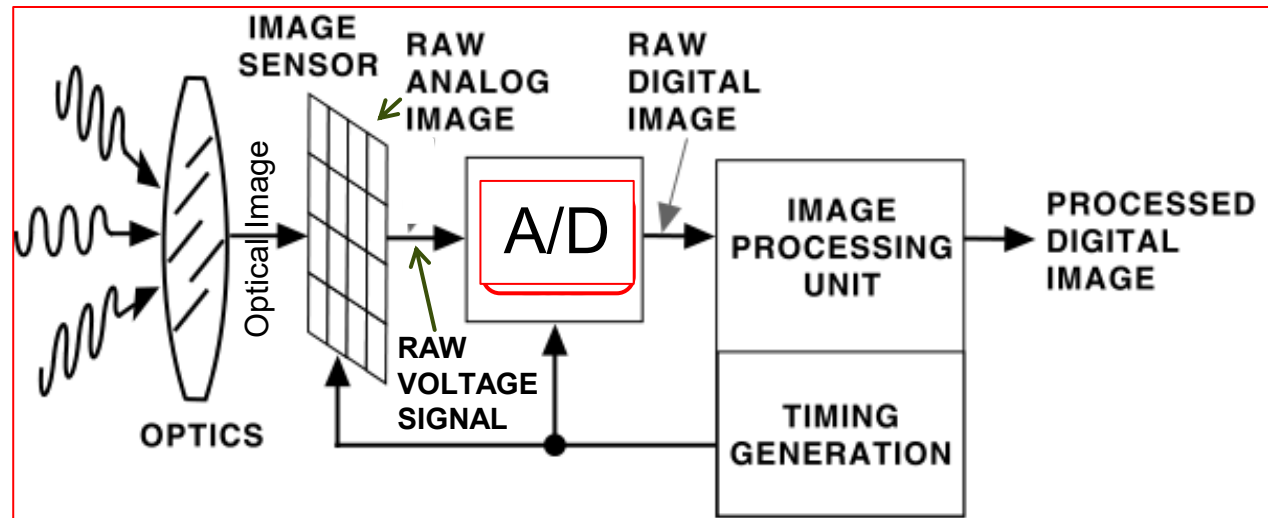 IMAGE
SENSOR
RAW
ANALOG
IMAGE
RAW
DIGITAL
IMAGE
Optical Image
A/D
IMAGE
PROCESSING
UNIT
PROCESSED
DIGITAL
IMAGE
RAW
VOLTAGE
SIGNAL
OPTICS
TIMING
GENERATION